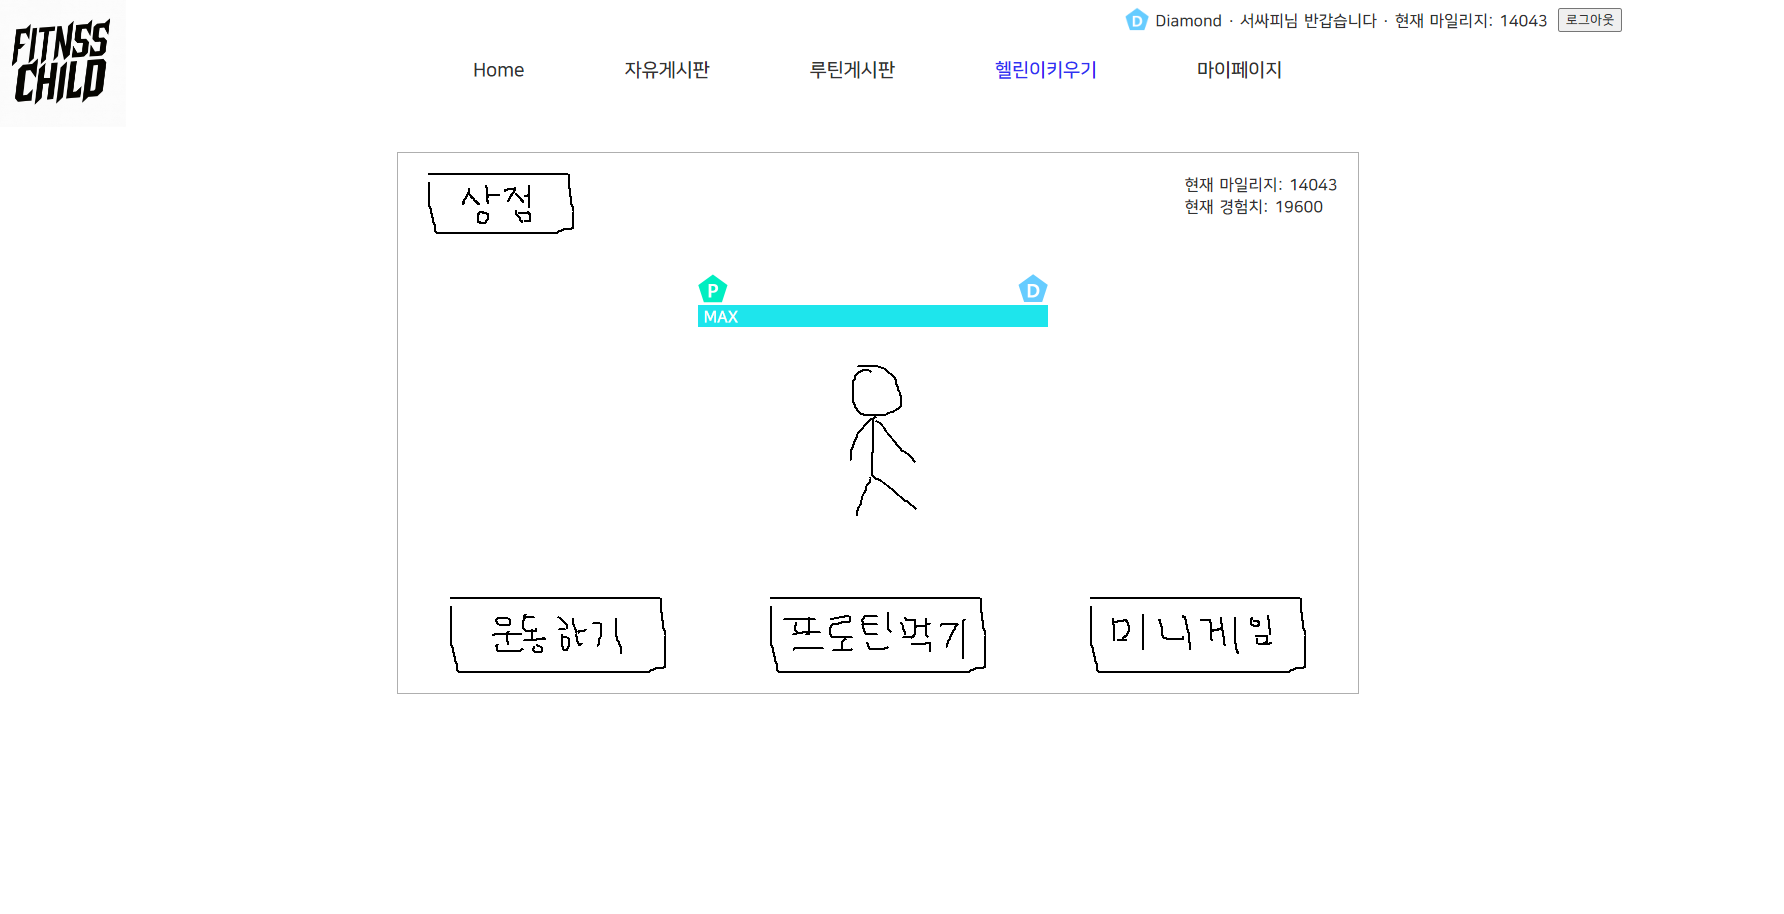 FITNSS
CHILD
D Diamond · 서싸피님 반갑습니다 · 현재 마일리지: 14043 로그아웃
Home 자유게시판 루틴게시판 헬린이키우기 마이페이지
상점
현재 마일리지: 14043
현재 경험치: 19600
P D
MAX
운동하기 프로틴먹기 미니게임